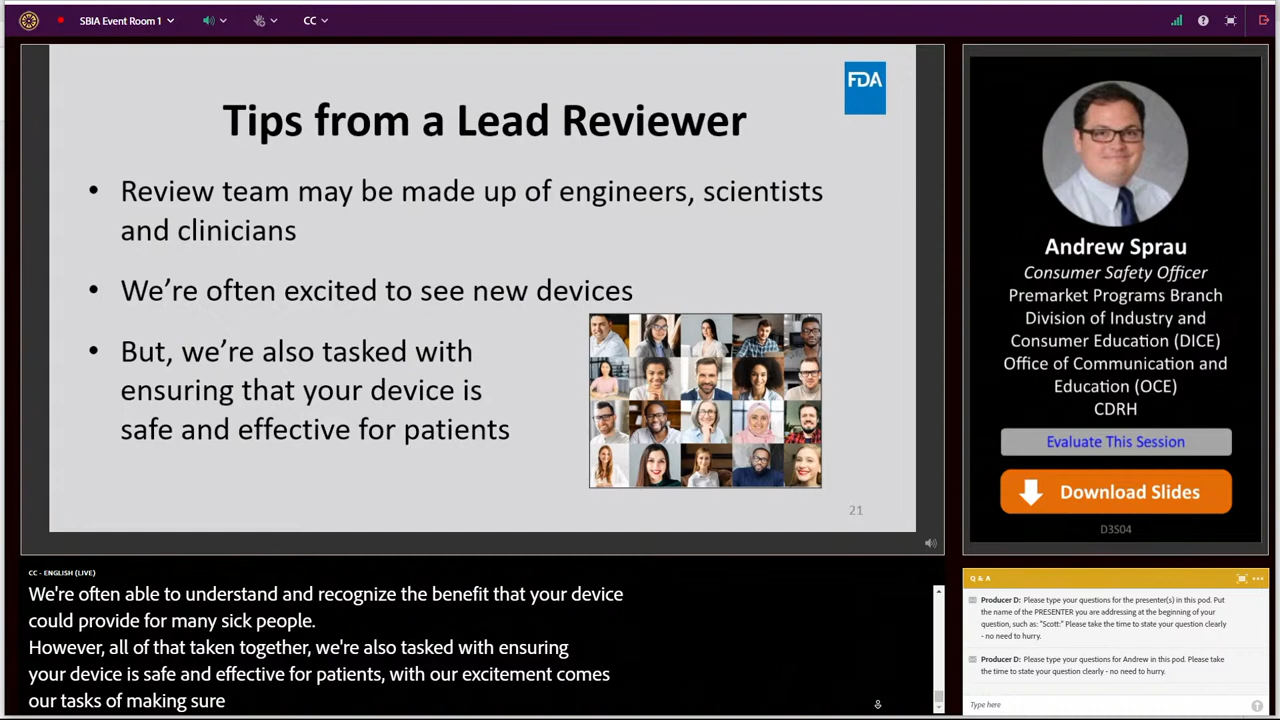 SBIA Event Room 1
CC
FDA
Tips from a Lead Reviewer
• Review team may be made up of engineers, scientists
and clinicians
• We’re often excited to see new devices
• But, we’re also tasked with
ensuring that your device is
safe and effective for patients
21
Andrew Sprau
Consumer Safety Officer
Premarket Programs Branch
Division of Industry and
Consumer Education (DICE)
Office of Communication and
Education (OCE)
CDRH
Evaluate This Session
Download Slides
D3S04
CC - ENGLISH (LIVE)
We're often able to understand and recognize the benefit that your device
could provide for many sick people.
However, all of that taken together, we're also tasked with ensuring
your device is safe and effective for patients, with our excitement comes
our tasks of making sure
Q & A
Producer D: Please type your questions for the presenter(s) in this pod. Put
the name of the PRESENTER you are addressing at the beginning of your
question, such as: "Scott:" Please take the time to state your question clearly
- no need to hurry.
Producer D: Please type your questions for Andrew in this pod. Please take
the time to state your question clearly - no need to hurry.
Type here